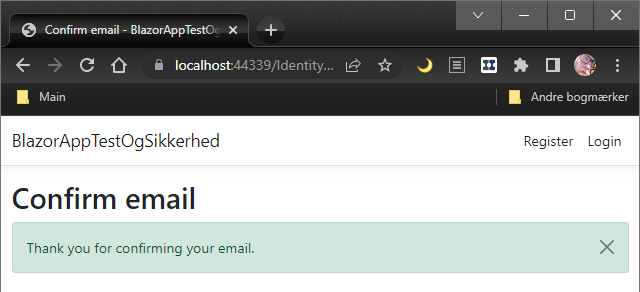 Confirm email - BlazorAppTestOg
localhost:44339/Identity...
Main
Andre bogmærker
BlazorAppTestOgSikkerhed
Register Login
Confirm email
Thank you for confirming your email.